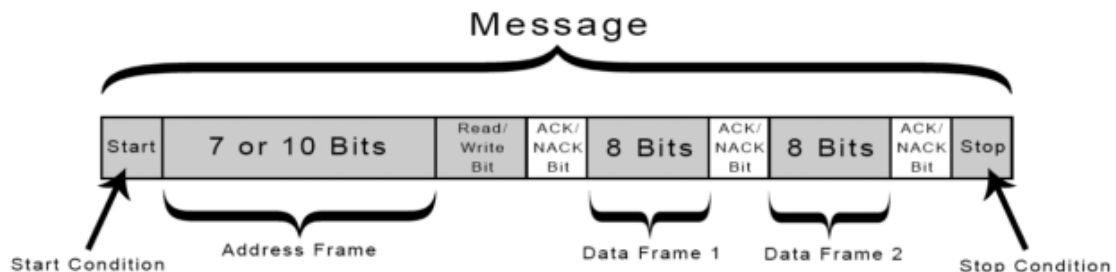 Message
Start
7 or 10 Bits
Read/
Write
Bit
ACK/
NACK
Bit
8 Bits
ACK/
NACK
Bit
8 Bits
ACK/
NACK
Bit
Stop
Start Condition
Address Frame
Data Frame 1
Data Frame 2
Stop Condition